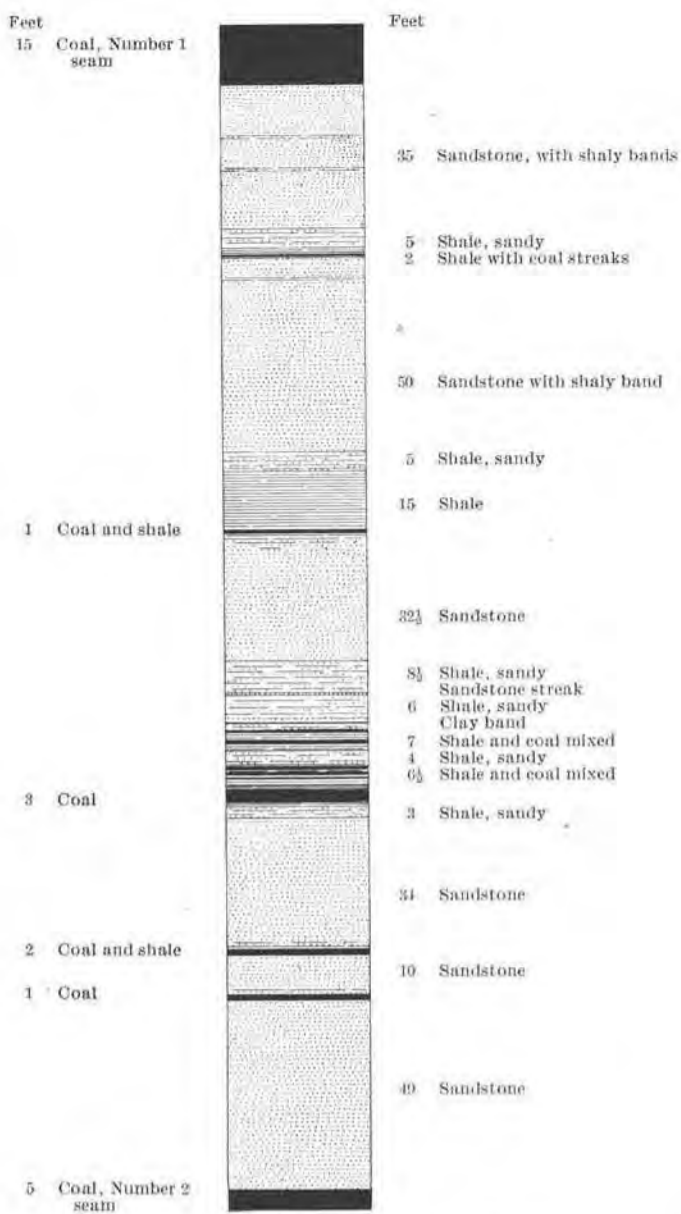 Feet
15 Coal, Number 1
seam
Feet
35 Sandstone, with shaly bands
5 Shale, sandy
2 Shale with coal streaks
50 Sandstone with shaly band
5 Shale, sandy
15 Shale
1 Coal and shale
32½ Sandstone
8½ Shale, sandy
Sandstone streak
6 Shale, sandy
Clay band
7 Shale and coal mixed
4 Shale, sandy
6½ Shale and coal mixed
3 Coal
3 Shale, sandy
34 Sandstone
2 Coal and shale
10 Sandstone
1 Coal
49 Sandstone
5 Coal, Number 2
seam